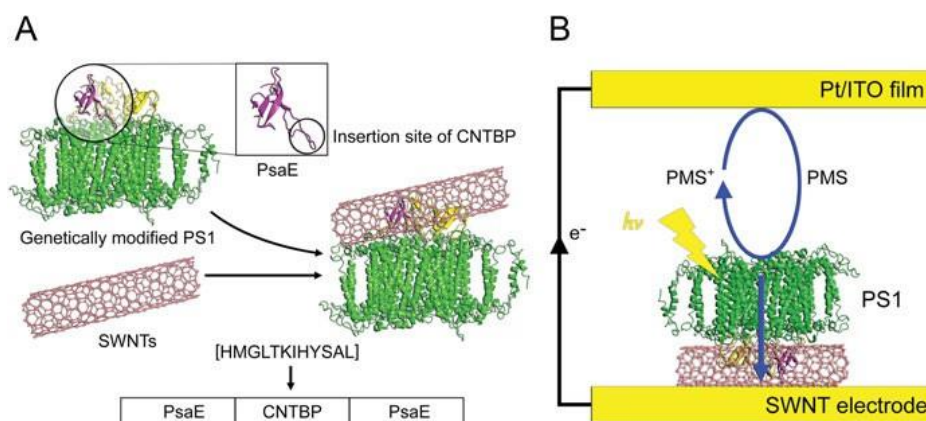 A
Insertion site of CNTBP
PsaE
Genetically modified PS1
SWNTs
[HMGLTKIHYSAL]
PsaE CNTBP PsaE
B
Pt/ITO film
PMS⁺ PMS
hν
e⁻
PS1
SWNT electrode